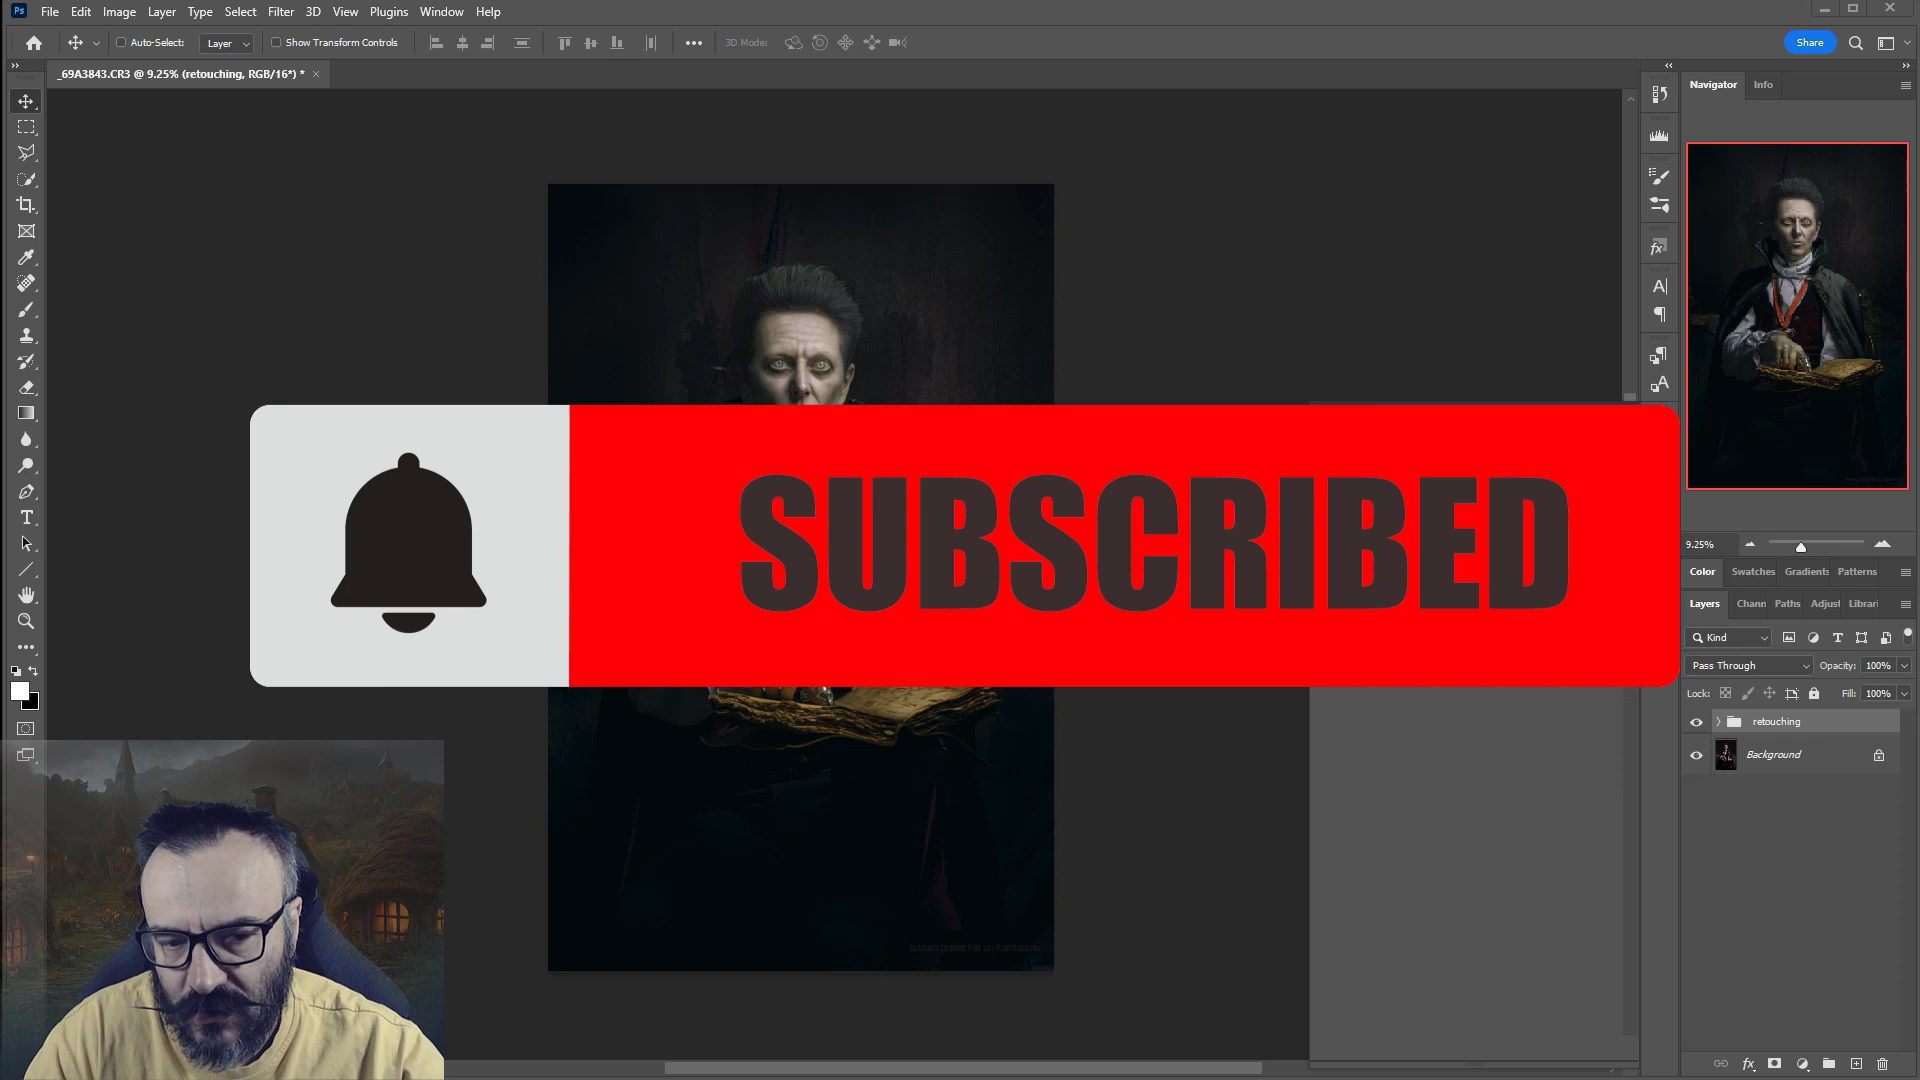 Ps File Edit Image Layer Type Select Filter 3D View Plugins Window Help
Auto-Select: Layer Show Transform Controls 3D Mode: Share
_69A3843.CR3 @ 9.25% (retouching, RGB/16*) * ×
Navigator Info
SUBSCRIBED
9.25%
Color Swatches Gradients Patterns
Layers Chann Paths Adjust Librari
Kind
Pass Through Opacity: 100%
Lock: Fill: 100%
retouching
Background